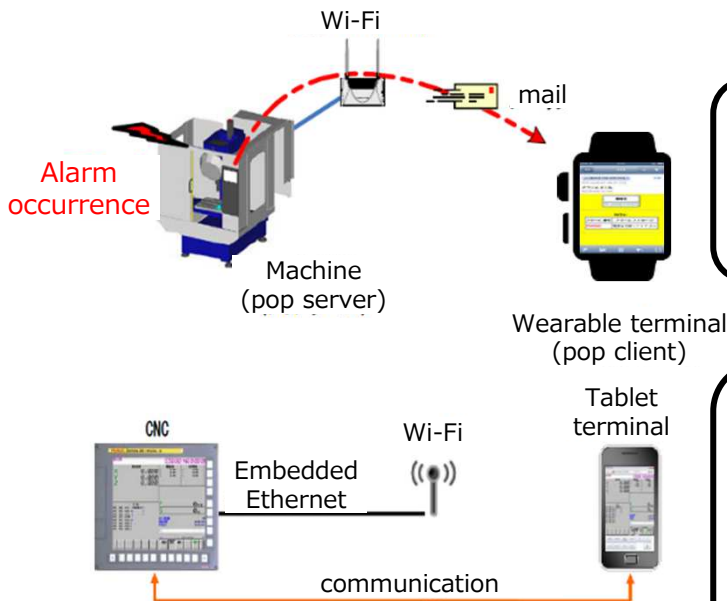 Wi-Fi
mail
Alarm
occurrence
Machine
(pop server)
Wearable terminal
(pop client)
Tablet
terminal
CNC
Wi-Fi
Embedded
Ethernet
communication